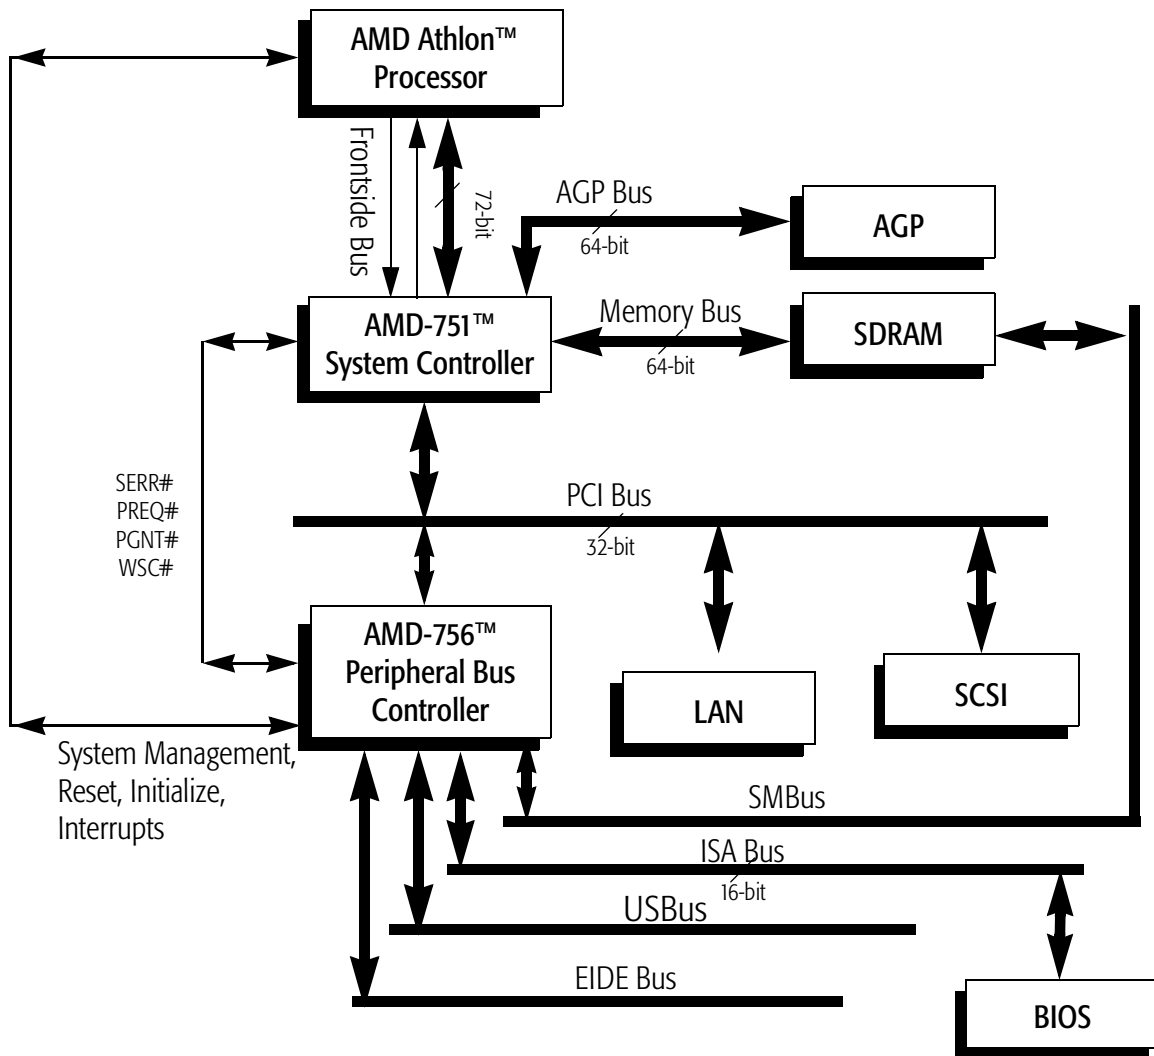 AMD Athlon™
Processor
Frontside Bus
72-bit
AGP Bus
64-bit
AGP
AMD-751™
System Controller
Memory Bus
64-bit
SDRAM
SERR#
PREQ#
PGNT#
WSC#
PCI Bus
32-bit
AMD-756™
Peripheral Bus
Controller
LAN
SCSI
System Management,
Reset, Initialize,
Interrupts
SMBus
ISA Bus
16-bit
USBus
EIDE Bus
BIOS